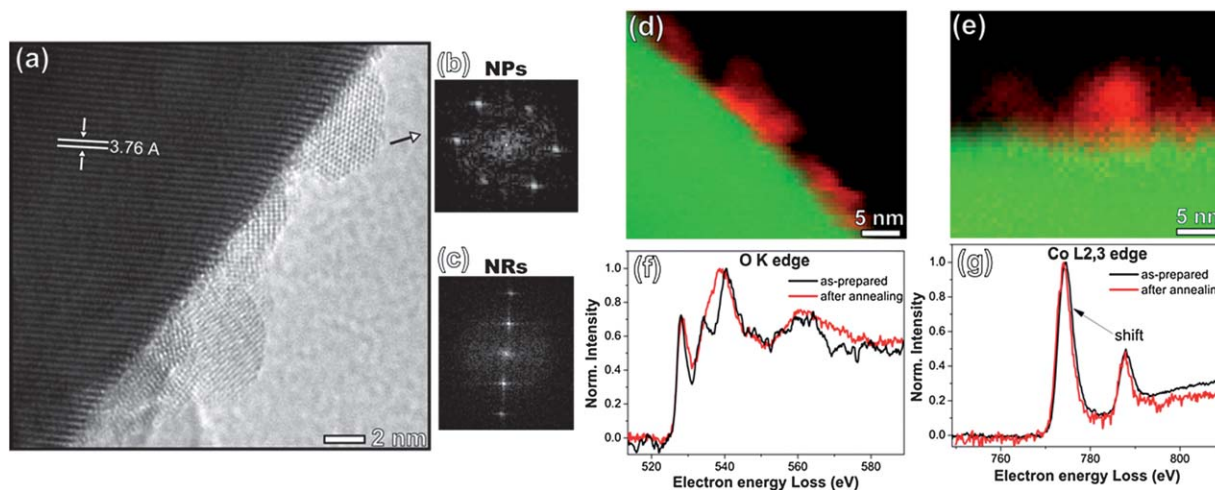 (a)
3.76 A
2 nm
(b)
NPs
(c)
NRs
(d)
5 nm
(e)
5 nm
(f)
O K edge
as-prepared
after annealing
Norm. Intensity
1.0
0.8
0.6
0.4
0.2
0.0
520 540 560 580
Electron energy Loss (eV)
(g)
Co L2,3 edge
as-prepared
after annealing
shift
Norm. Intensity
1.0
0.8
0.6
0.4
0.2
0.0
760 780 800
Electron energy Loss (eV)